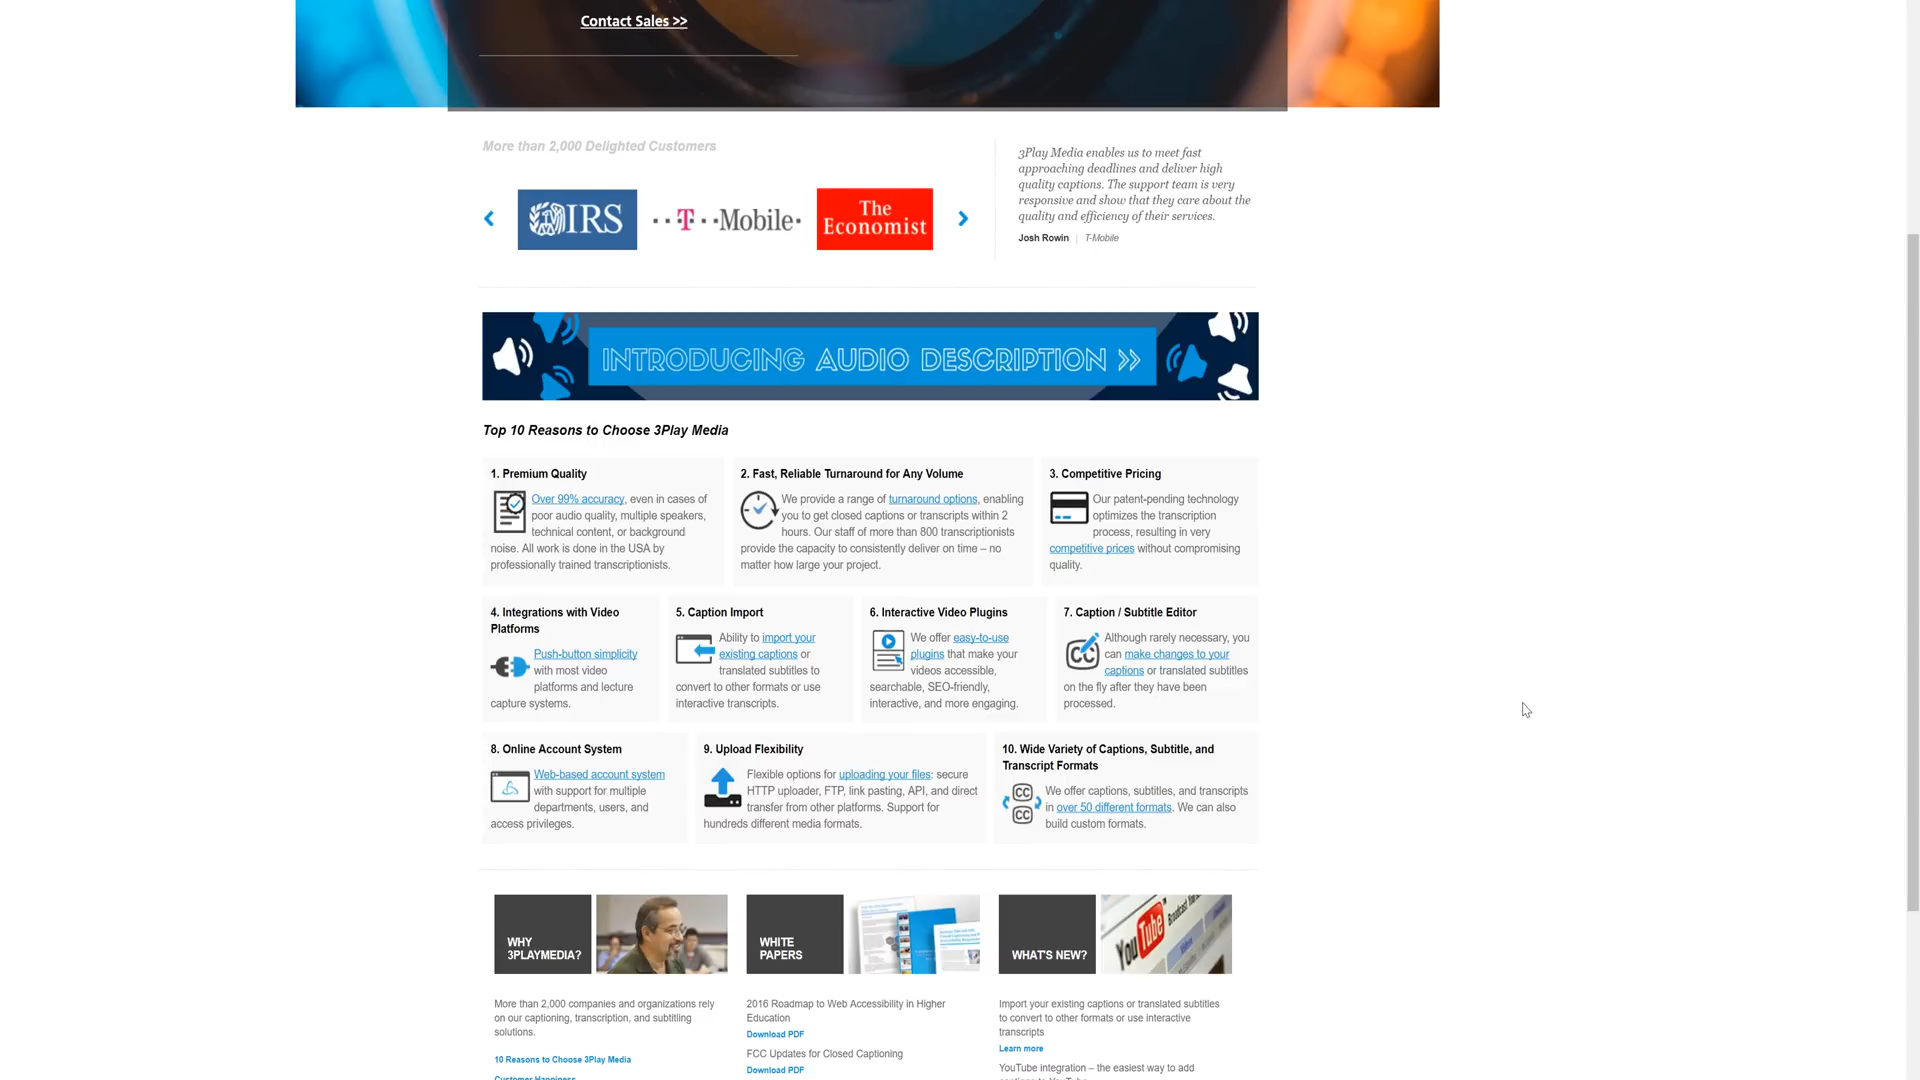 Contact Sales >>
More than 2,000 Delighted Customers
IRS
T Mobile
The
Economist
3Play Media enables us to meet fast
approaching deadlines and deliver high
quality captions. The support team is very
responsive and show that they care about the
quality and efficiency of their services.
Josh Rowin | T-Mobile
INTRODUCING AUDIO DESCRIPTION >>
Top 10 Reasons to Choose 3Play Media
1. Premium Quality
Over 99% accuracy, even in cases of
poor audio quality, multiple speakers,
technical content, or background
noise. All work is done in the USA by
professionally trained transcriptionists.
2. Fast, Reliable Turnaround for Any Volume
We provide a range of turnaround options, enabling
you to get closed captions or transcripts within 2
hours. Our staff of more than 800 transcriptionists
provide the capacity to consistently deliver on time – no
matter how large your project.
3. Competitive Pricing
Our patent-pending technology
optimizes the transcription
process, resulting in very
competitive prices without compromising
quality.
4. Integrations with Video
Platforms
Push-button simplicity
with most video
platforms and lecture
capture systems.
5. Caption Import
Ability to import your
existing captions or
translated subtitles to
convert to other formats or use
interactive transcripts.
6. Interactive Video Plugins
We offer easy-to-use
plugins that make your
videos accessible,
searchable, SEO-friendly,
interactive, and more engaging.
7. Caption / Subtitle Editor
CC
Although rarely necessary, you
can make changes to your
captions or translated subtitles
on the fly after they have been
processed.
8. Online Account System
Web-based account system
with support for multiple
departments, users, and
access privileges.
9. Upload Flexibility
Flexible options for uploading your files: secure
HTTP uploader, FTP, link pasting, API, and direct
transfer from other platforms. Support for
hundreds different media formats.
10. Wide Variety of Captions, Subtitle, and
Transcript Formats
CC
CC
We offer captions, subtitles, and transcripts
in over 50 different formats. We can also
build custom formats.
WHY
3PLAYMEDIA?
More than 2,000 companies and organizations rely
on our captioning, transcription, and subtitling
solutions.
10 Reasons to Choose 3Play Media
Customer Happiness
WHITE
PAPERS
2016 Roadmap to Web Accessibility in Higher
Education
Download PDF
FCC Updates for Closed Captioning
Download PDF
WHAT'S NEW?
YouTube
Broadcast
Import your existing captions or translated subtitles
to convert to other formats or use interactive
transcripts
Learn more
YouTube integration – the easiest way to add
captions to YouTube